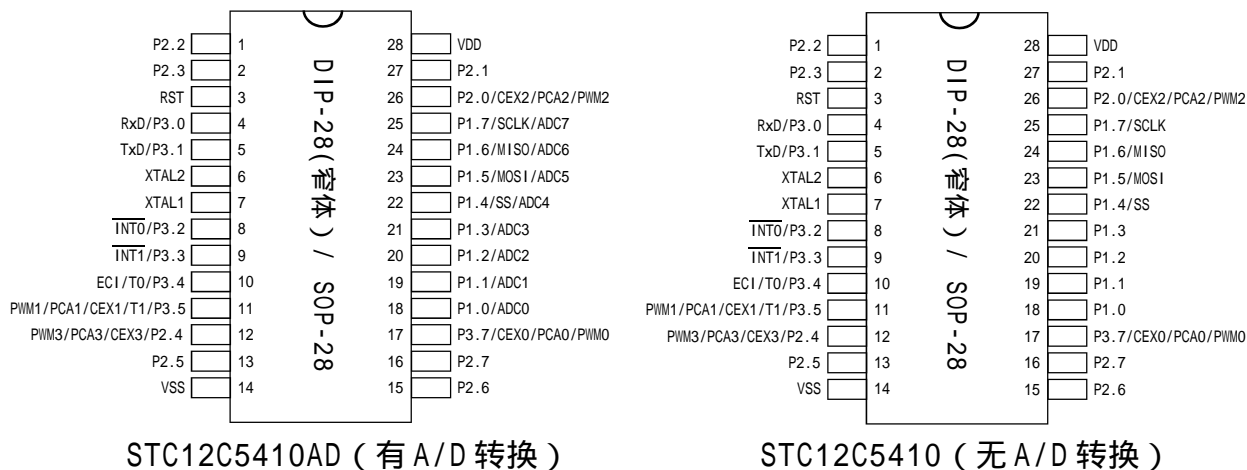 P2.2 1 28 VDD
P2.3 2 27 P2.1
RST 3 26 P2.0/CEX2/PCA2/PWM2
RxD/P3.0 4 25 P1.7/SCLK/ADC7
TxD/P3.1 5 24 P1.6/MISO/ADC6
XTAL2 6 23 P1.5/MOSI/ADC5
XTAL1 7 22 P1.4/SS/ADC4
INT0/P3.2 8 21 P1.3/ADC3
INT1/P3.3 9 20 P1.2/ADC2
ECI/T0/P3.4 10 19 P1.1/ADC1
PWM1/PCA1/CEX1/T1/P3.5 11 18 P1.0/ADC0
PWM3/PCA3/CEX3/P2.4 12 17 P3.7/CEX0/PCA0/PWM0
P2.5 13 16 P2.7
VSS 14 15 P2.6
DIP-28(窄体) / SOP-28
STC12C5410AD(有A/D转换)
P2.2 1 28 VDD
P2.3 2 27 P2.1
RST 3 26 P2.0/CEX2/PCA2/PWM2
RxD/P3.0 4 25 P1.7/SCLK
TxD/P3.1 5 24 P1.6/MISO
XTAL2 6 23 P1.5/MOSI
XTAL1 7 22 P1.4/SS
INT0/P3.2 8 21 P1.3
INT1/P3.3 9 20 P1.2
ECI/T0/P3.4 10 19 P1.1
PWM1/PCA1/CEX1/T1/P3.5 11 18 P1.0
PWM3/PCA3/CEX3/P2.4 12 17 P3.7/CEX0/PCA0/PWM0
P2.5 13 16 P2.7
VSS 14 15 P2.6
DIP-28(窄体) / SOP-28
STC12C5410(无A/D转换)